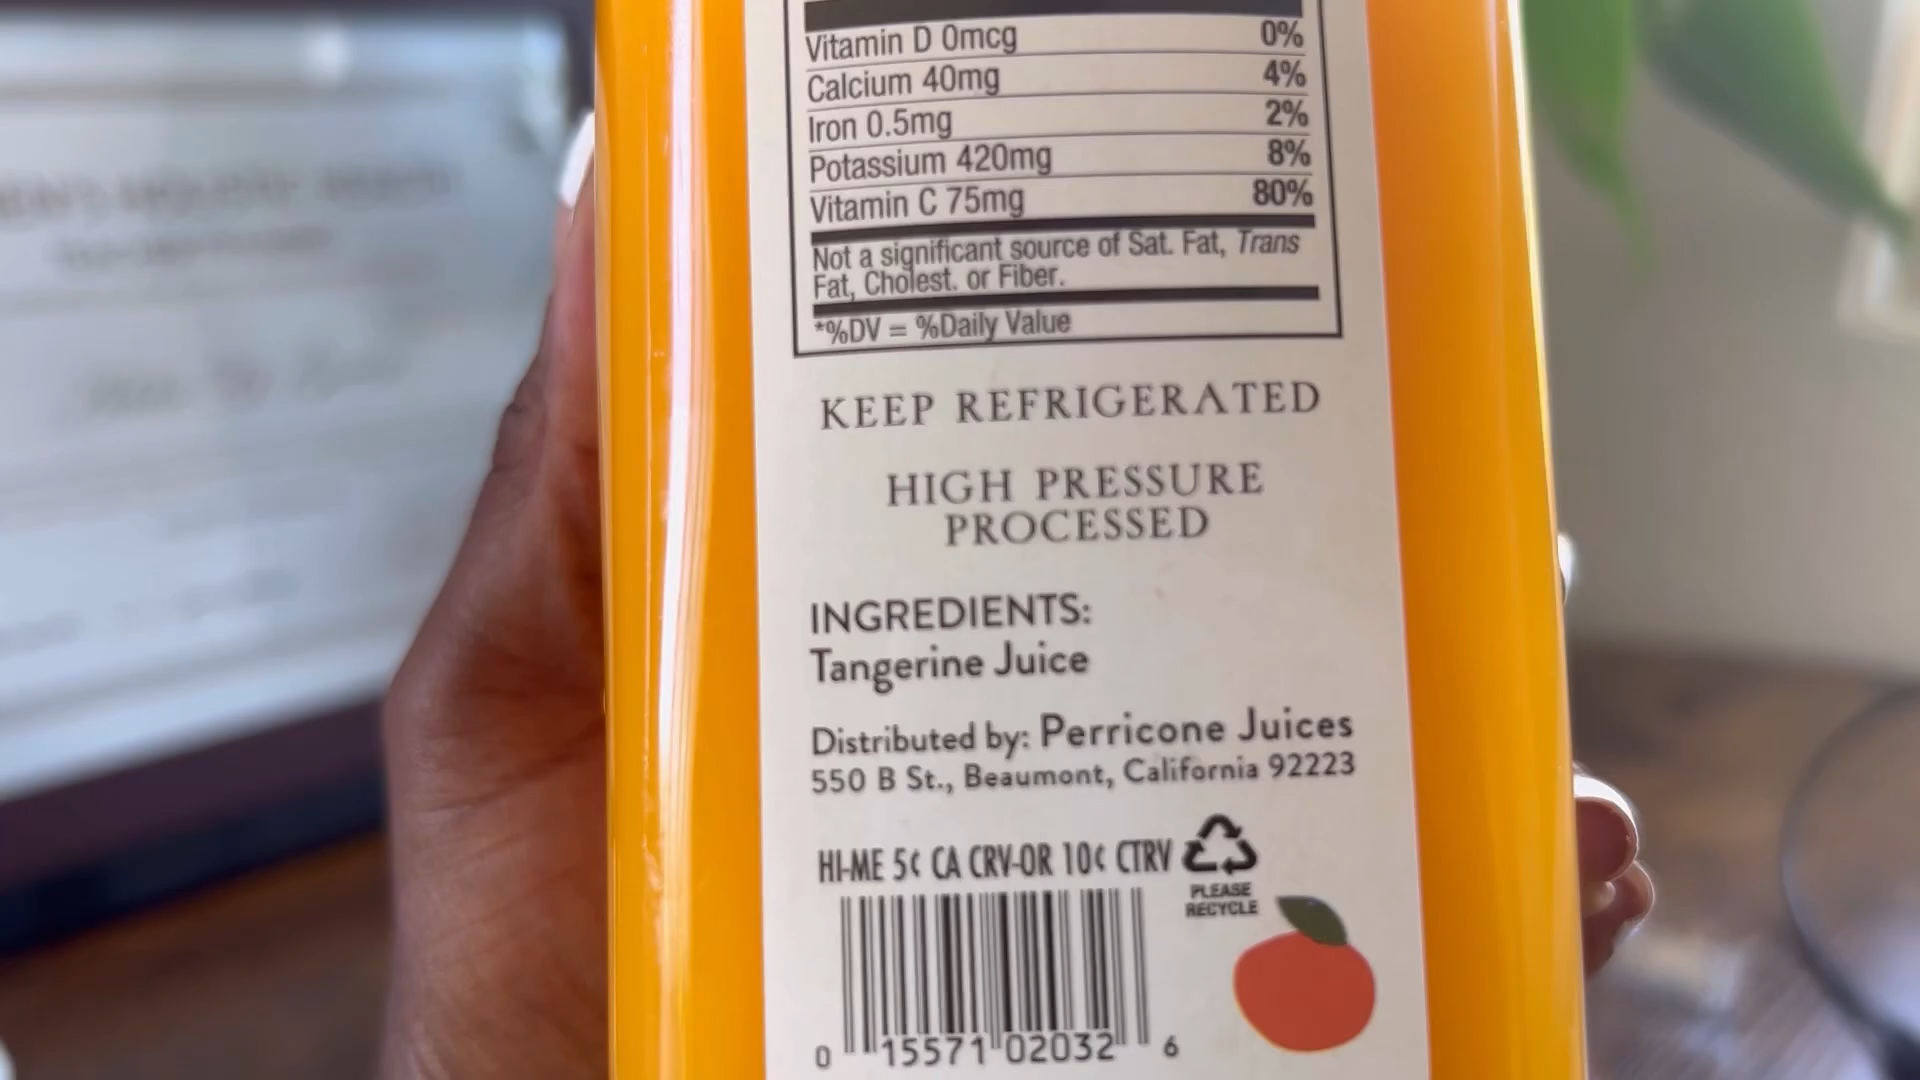 Vitamin D 0mcg 0%
Calcium 40mg 4%
Iron 0.5mg 2%
Potassium 420mg 8%
Vitamin C 75mg 80%
Not a significant source of Sat. Fat, Trans
Fat, Cholest. or Fiber.
*%DV = %Daily Value
KEEP REFRIGERATED
HIGH PRESSURE
PROCESSED
INGREDIENTS:
Tangerine Juice
Distributed by: Perricone Juices
550 B St., Beaumont, California 92223
HI-ME 5¢ CA CRV-OR 10¢ CTRV
PLEASE
RECYCLE
0 15571 02032 6